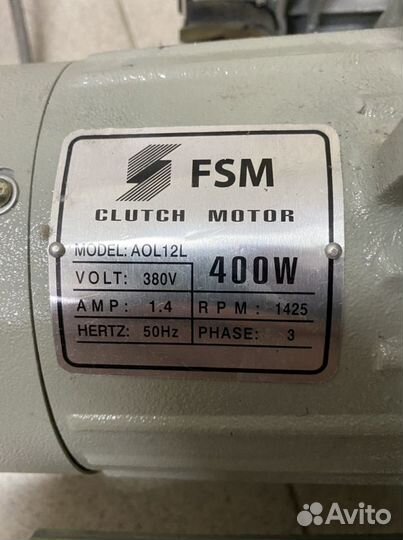 FSM
CLUTCH MOTOR
MODEL: AOL12L
VOLT: 380V
400W
AMP: 1.4
RPM: 1425
HERTZ: 50Hz
PHASE: 3
Avito